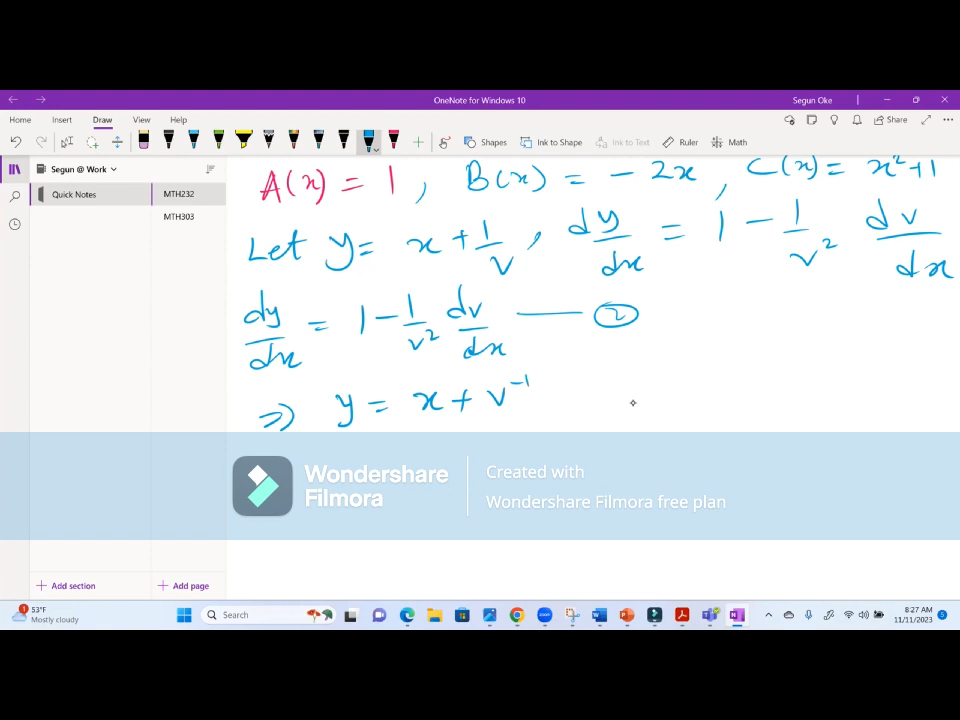 OneNote for Windows 10
Segun Oke
Home Insert Draw View Help
Share
Shapes Ink to Shape Ink to Text Ruler Math
Segun @ Work
Quick Notes
MTH232
MTH303
A(x) = 1 , B(x) = - 2x , C(x) = x²+1
Let y = x + 1/v , dy/dx = 1 - 1/v² dv/dx
dy/dx = 1 - 1/v² dv/dx —— ②
⇒ y = x + v⁻¹
Wondershare
Filmora
Created with
Wondershare Filmora free plan
+ Add section
+ Add page
1
53°F
Mostly cloudy
Search
8:27 AM
11/11/2023
5